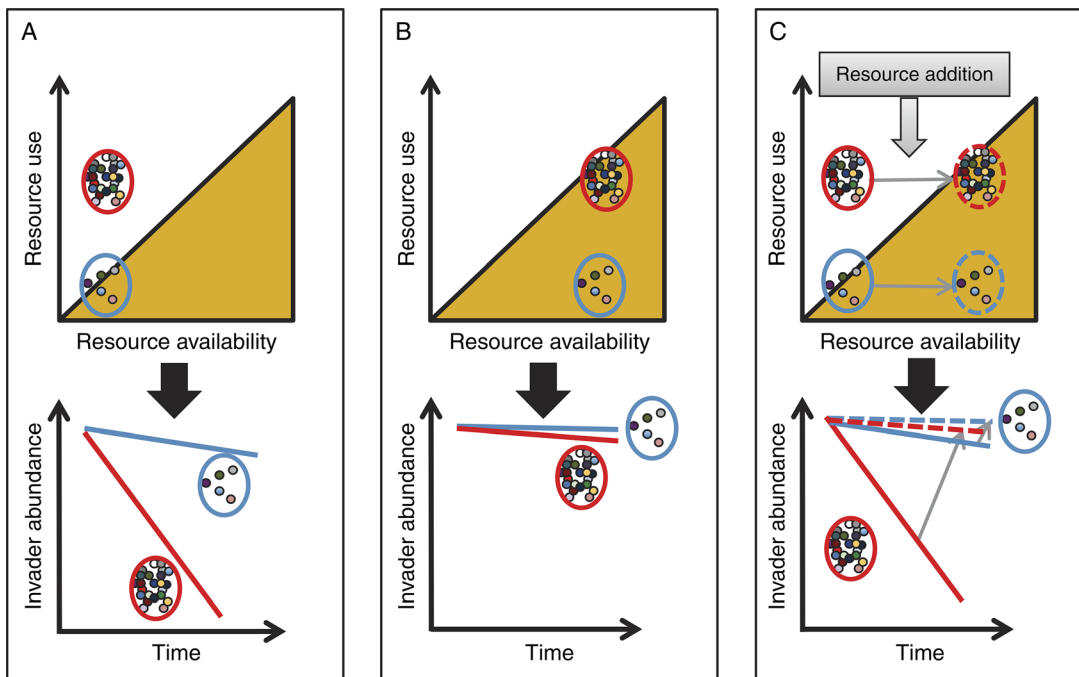 A
Resource use
Resource availability
Invader abundance
Time
B
Resource use
Resource availability
Invader abundance
Time
C
Resource addition
Resource use
Resource availability
Invader abundance
Time